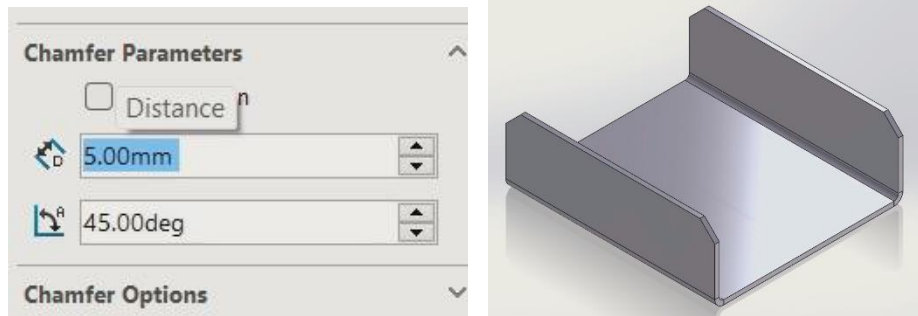 Chamfer Parameters
Distance
D
5.00mm
A
45.00deg
Chamfer Options